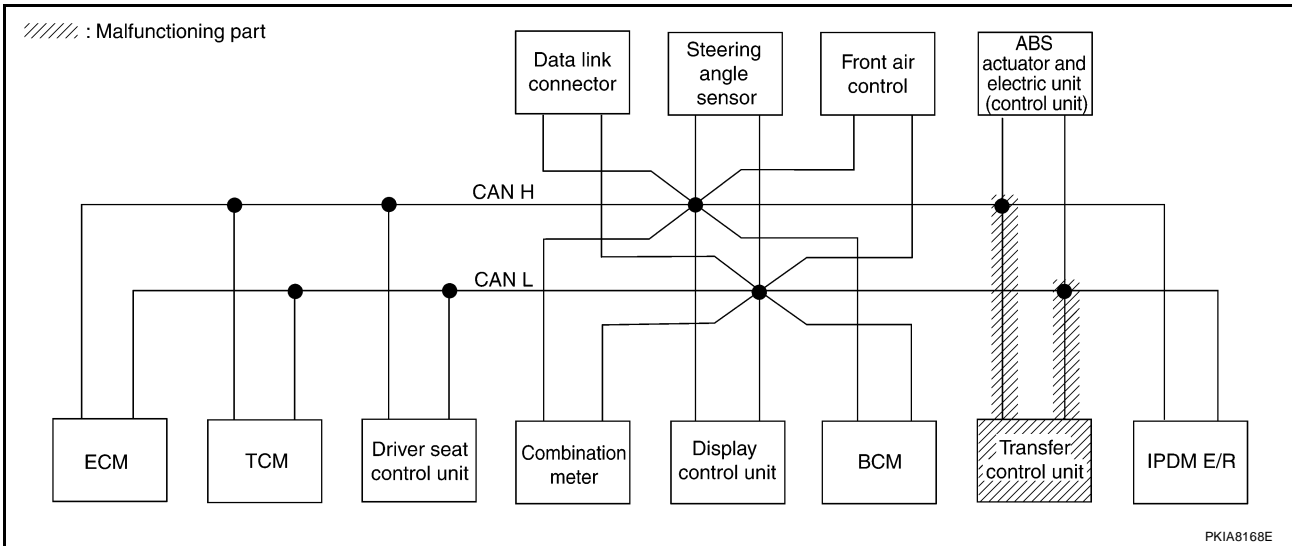 : Malfunctioning part
Data link
connector
Steering
angle
sensor
Front air
control
ABS
actuator and
electric unit
(control unit)
CAN H
CAN L
ECM
TCM
Driver seat
control unit
Combination
meter
Display
control unit
BCM
Transfer
control unit
IPDM E/R
PKIA8168E